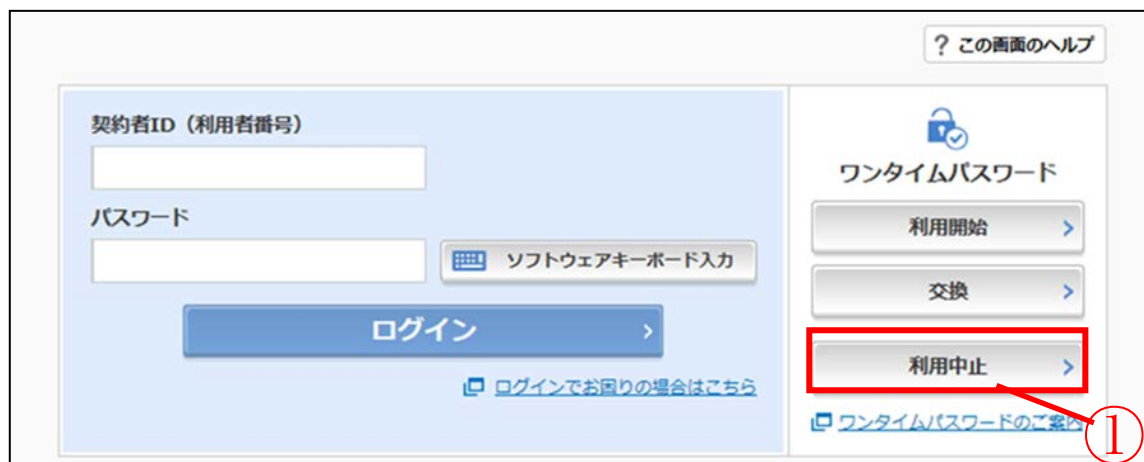 ? この画面のヘルプ
契約者ID（利用者番号）
パスワード
ソフトウェアキーボード入力
ログイン
ログインでお困りの場合はこちら
ワンタイムパスワード
利用開始
交換
利用中止
ワンタイムパスワードのご案内
①